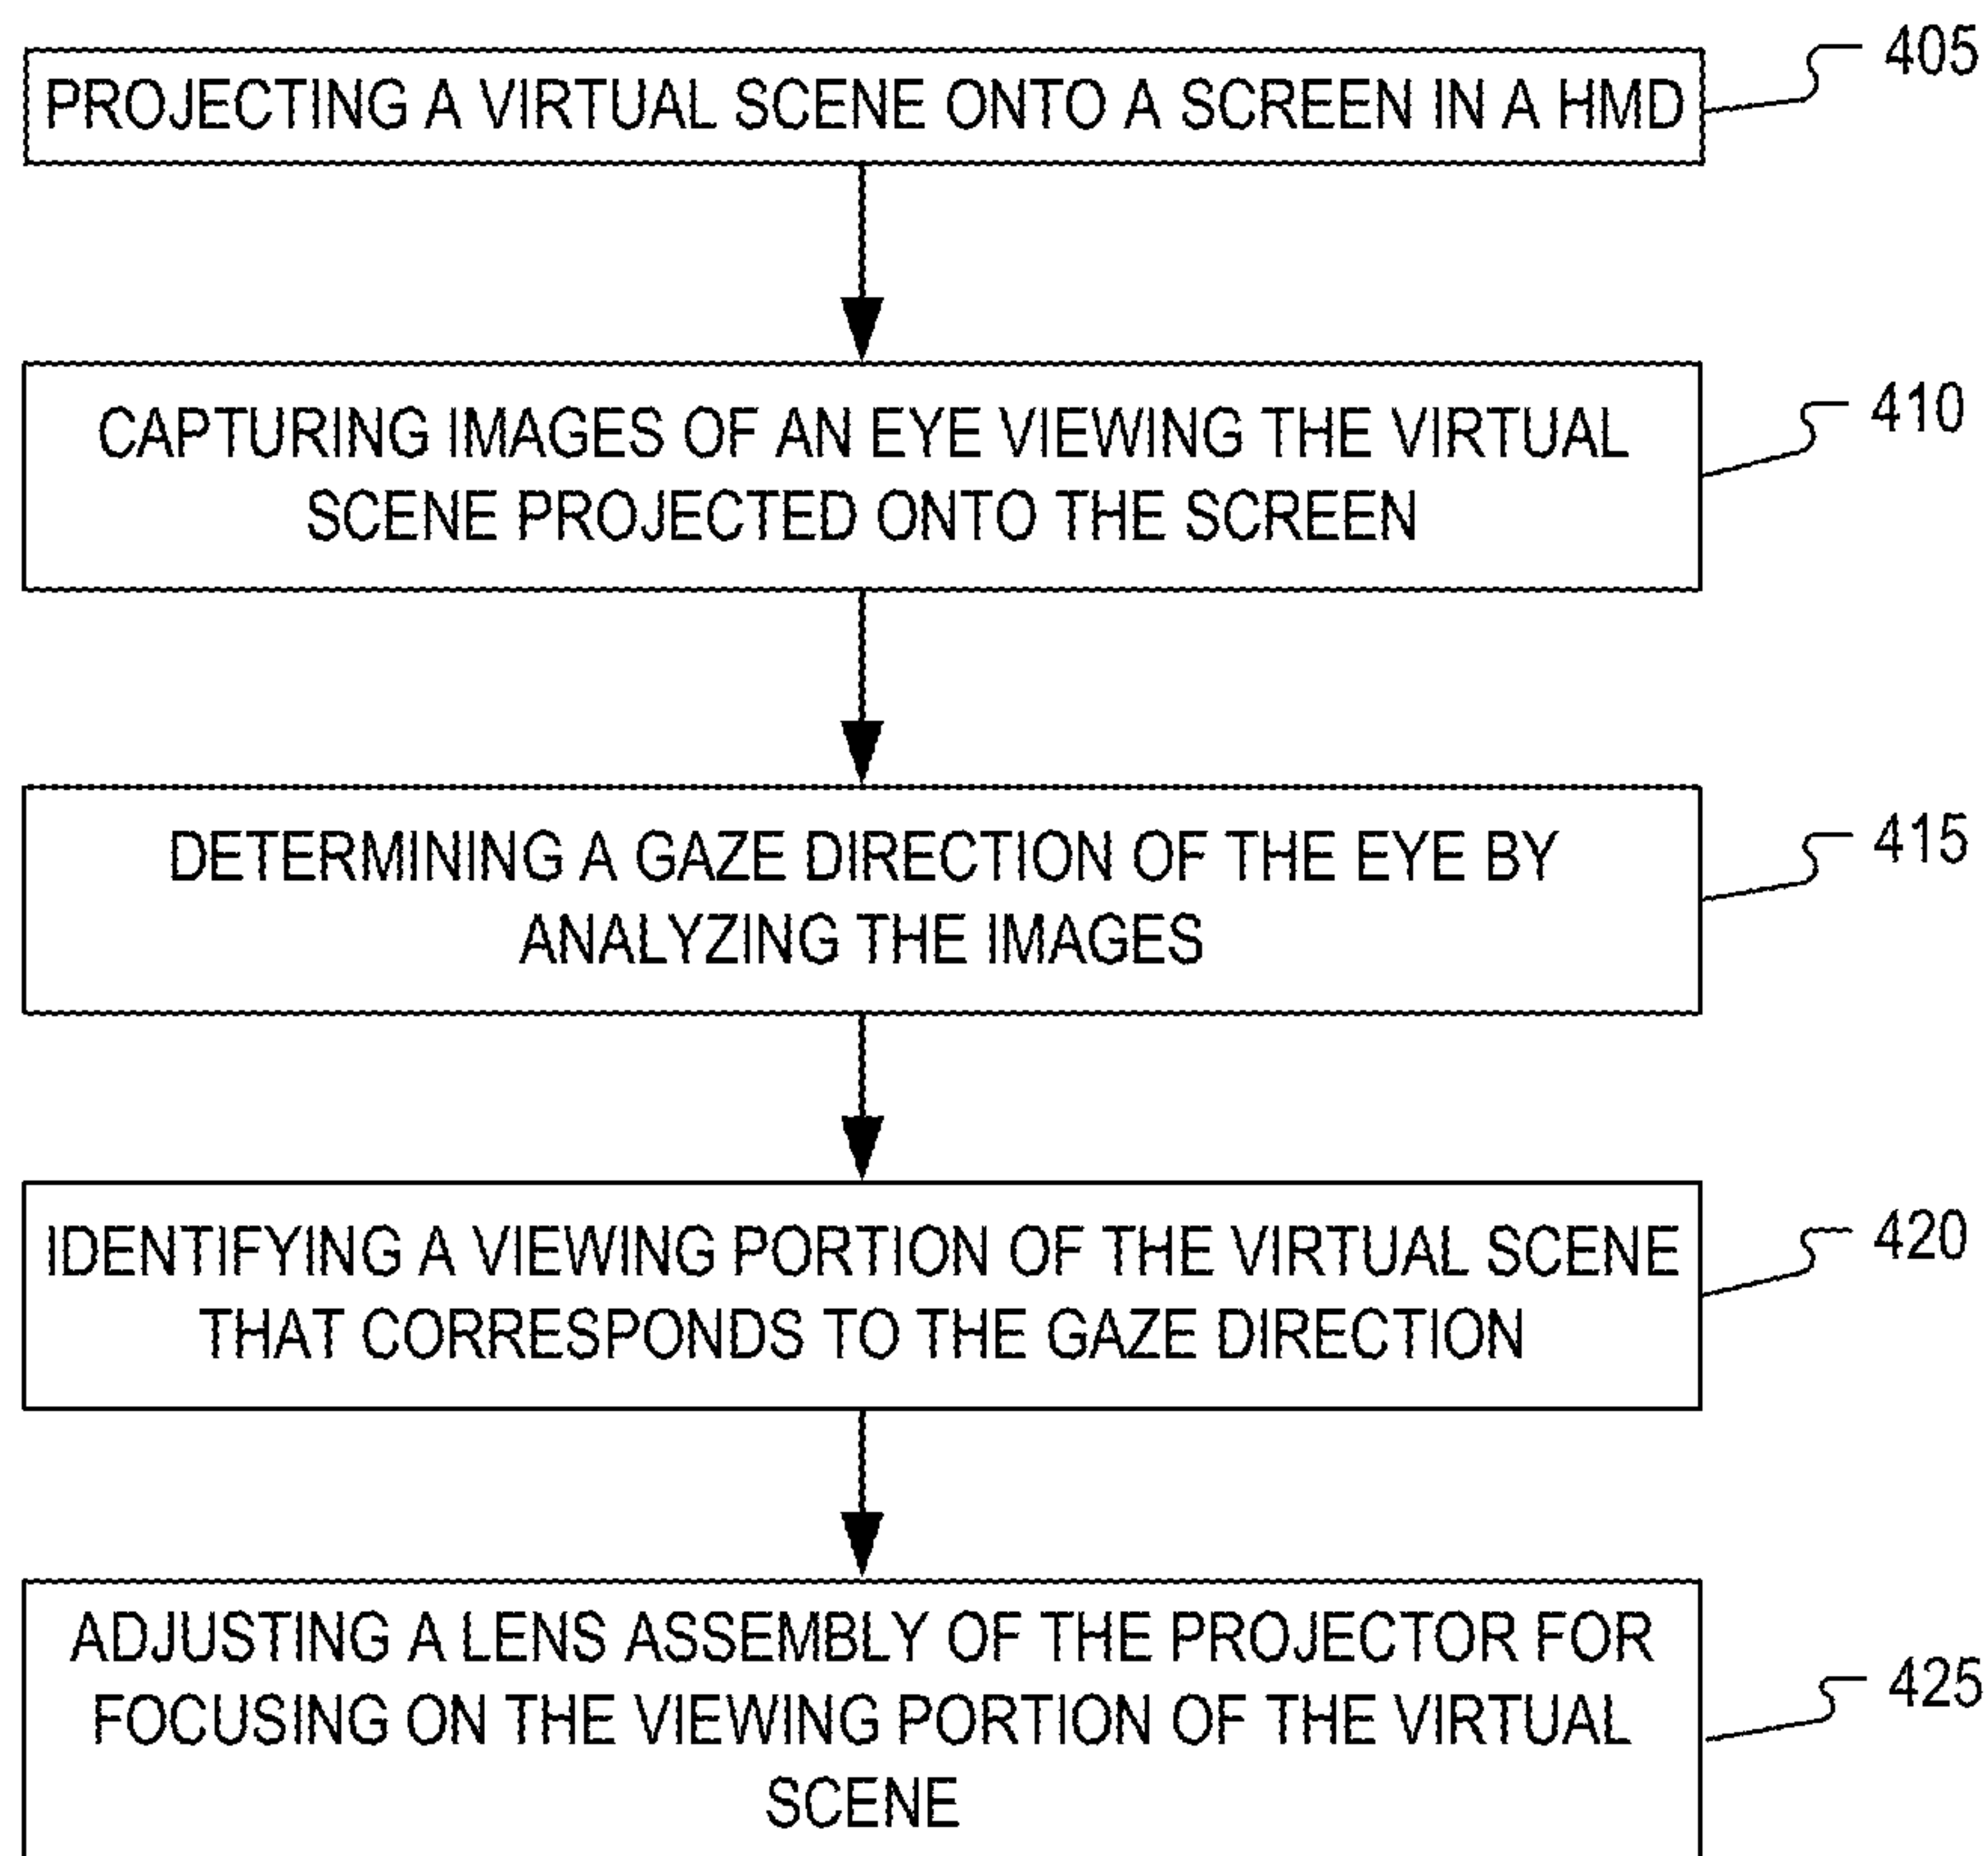 PROJECTING A VIRTUAL SCENE ONTO A SCREEN IN A HMD
405
CAPTURING IMAGES OF AN EYE VIEWING THE VIRTUAL
SCENE PROJECTED ONTO THE SCREEN
410
DETERMINING A GAZE DIRECTION OF THE EYE BY
ANALYZING THE IMAGES
415
IDENTIFYING A VIEWING PORTION OF THE VIRTUAL SCENE
THAT CORRESPONDS TO THE GAZE DIRECTION
420
ADJUSTING A LENS ASSEMBLY OF THE PROJECTOR FOR
FOCUSING ON THE VIEWING PORTION OF THE VIRTUAL
SCENE
425